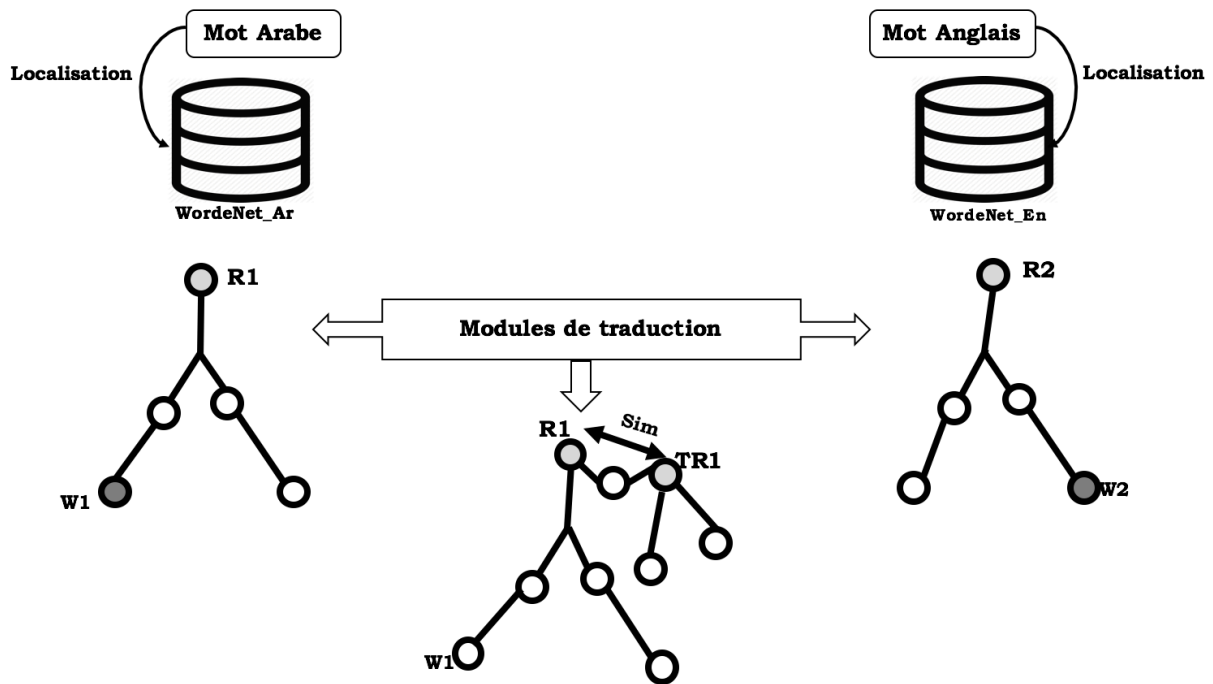 Mot Arabe
Mot Anglais
Localisation
Localisation
WordeNet_Ar
WordeNet_En
R1
R2
Modules de traduction
Sim
R1
TR1
W1
W2
W1